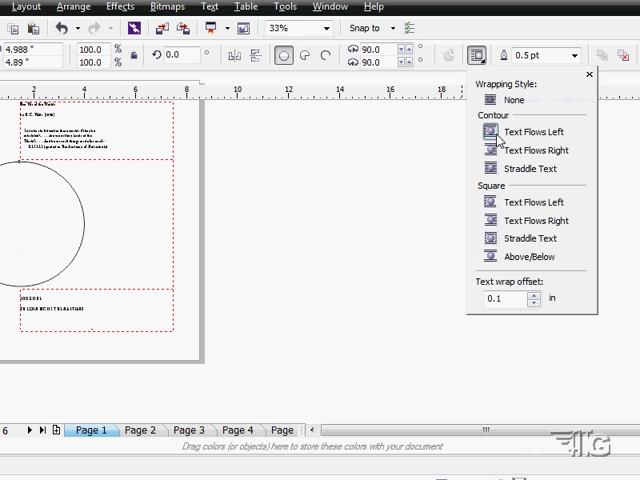 Layout Arrange Effects Bitmaps Text Table Tools Window Help
33% Snap to
4.988 " 100.0 % 0.0 ° 90.0 ° 0.5 pt
4.89 " 100.0 % 90.0 °
2 4 6 8 10 12 14 16 18 20 22 24
Wrapping Style:
None
Contour
Text Flows Left
Text Flows Right
Straddle Text
Square
Text Flows Left
Text Flows Right
Straddle Text
Above/Below
Text wrap offset:
0.1 in
6 Page 1 Page 2 Page 3 Page 4 Page
Drag colors (or objects) here to store these colors with your document
TG